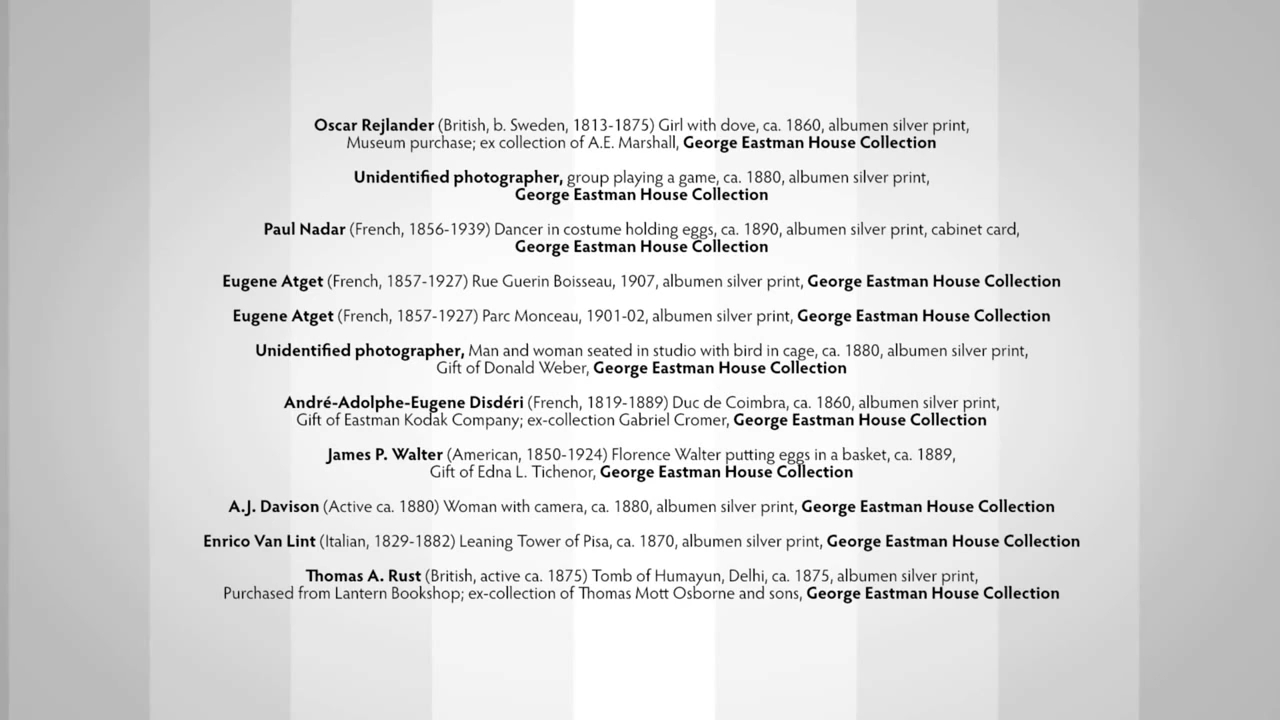 Oscar Rejlander (British, b. Sweden, 1813-1875) Girl with dove, ca. 1860, albumen silver print,
Museum purchase; ex collection of A.E. Marshall, George Eastman House Collection
Unidentified photographer, group playing a game, ca. 1880, albumen silver print,
George Eastman House Collection
Paul Nadar (French, 1856-1939) Dancer in costume holding eggs, ca. 1890, albumen silver print, cabinet card,
George Eastman House Collection
Eugene Atget (French, 1857-1927) Rue Guerin Boisseau, 1907, albumen silver print, George Eastman House Collection
Eugene Atget (French, 1857-1927) Parc Monceau, 1901-02, albumen silver print, George Eastman House Collection
Unidentified photographer, Man and woman seated in studio with bird in cage, ca. 1880, albumen silver print,
Gift of Donald Weber, George Eastman House Collection
André-Adolphe-Eugene Disdéri (French, 1819-1889) Duc de Coimbra, ca. 1860, albumen silver print,
Gift of Eastman Kodak Company; ex-collection Gabriel Cromer, George Eastman House Collection
James P. Walter (American, 1850-1924) Florence Walter putting eggs in a basket, ca. 1889,
Gift of Edna L. Tichenor, George Eastman House Collection
A.J. Davison (Active ca. 1880) Woman with camera, ca. 1880, albumen silver print, George Eastman House Collection
Enrico Van Lint (Italian, 1829-1882) Leaning Tower of Pisa, ca. 1870, albumen silver print, George Eastman House Collection
Thomas A. Rust (British, active ca. 1875) Tomb of Humayun, Delhi, ca. 1875, albumen silver print,
Purchased from Lantern Bookshop; ex-collection of Thomas Mott Osborne and sons, George Eastman House Collection